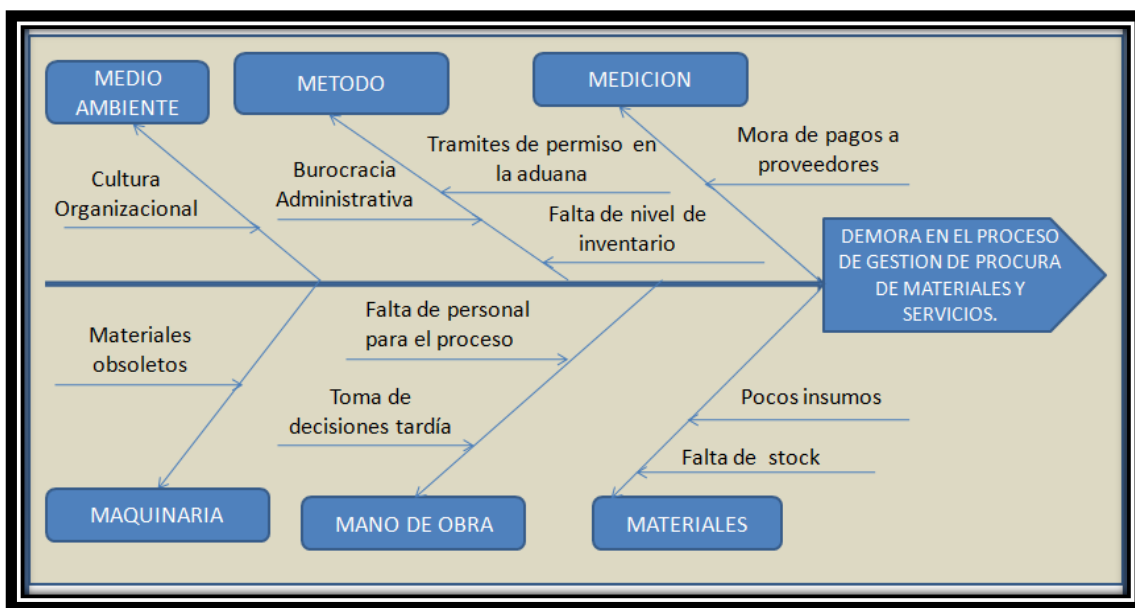 MEDIO
AMBIENTE
METODO
MEDICION
Cultura
Organizacional
Burocracia
Administrativa
Tramites de permiso en
la aduana
Falta de nivel de
inventario
Mora de pagos a
proveedores
DEMORA EN EL PROCESO
DE GESTION DE PROCURA
DE MATERIALES Y
SERVICIOS.
Materiales
obsoletos
Falta de personal
para el proceso
Toma de
decisiones tardía
Pocos insumos
Falta de stock
MAQUINARIA
MANO DE OBRA
MATERIALES